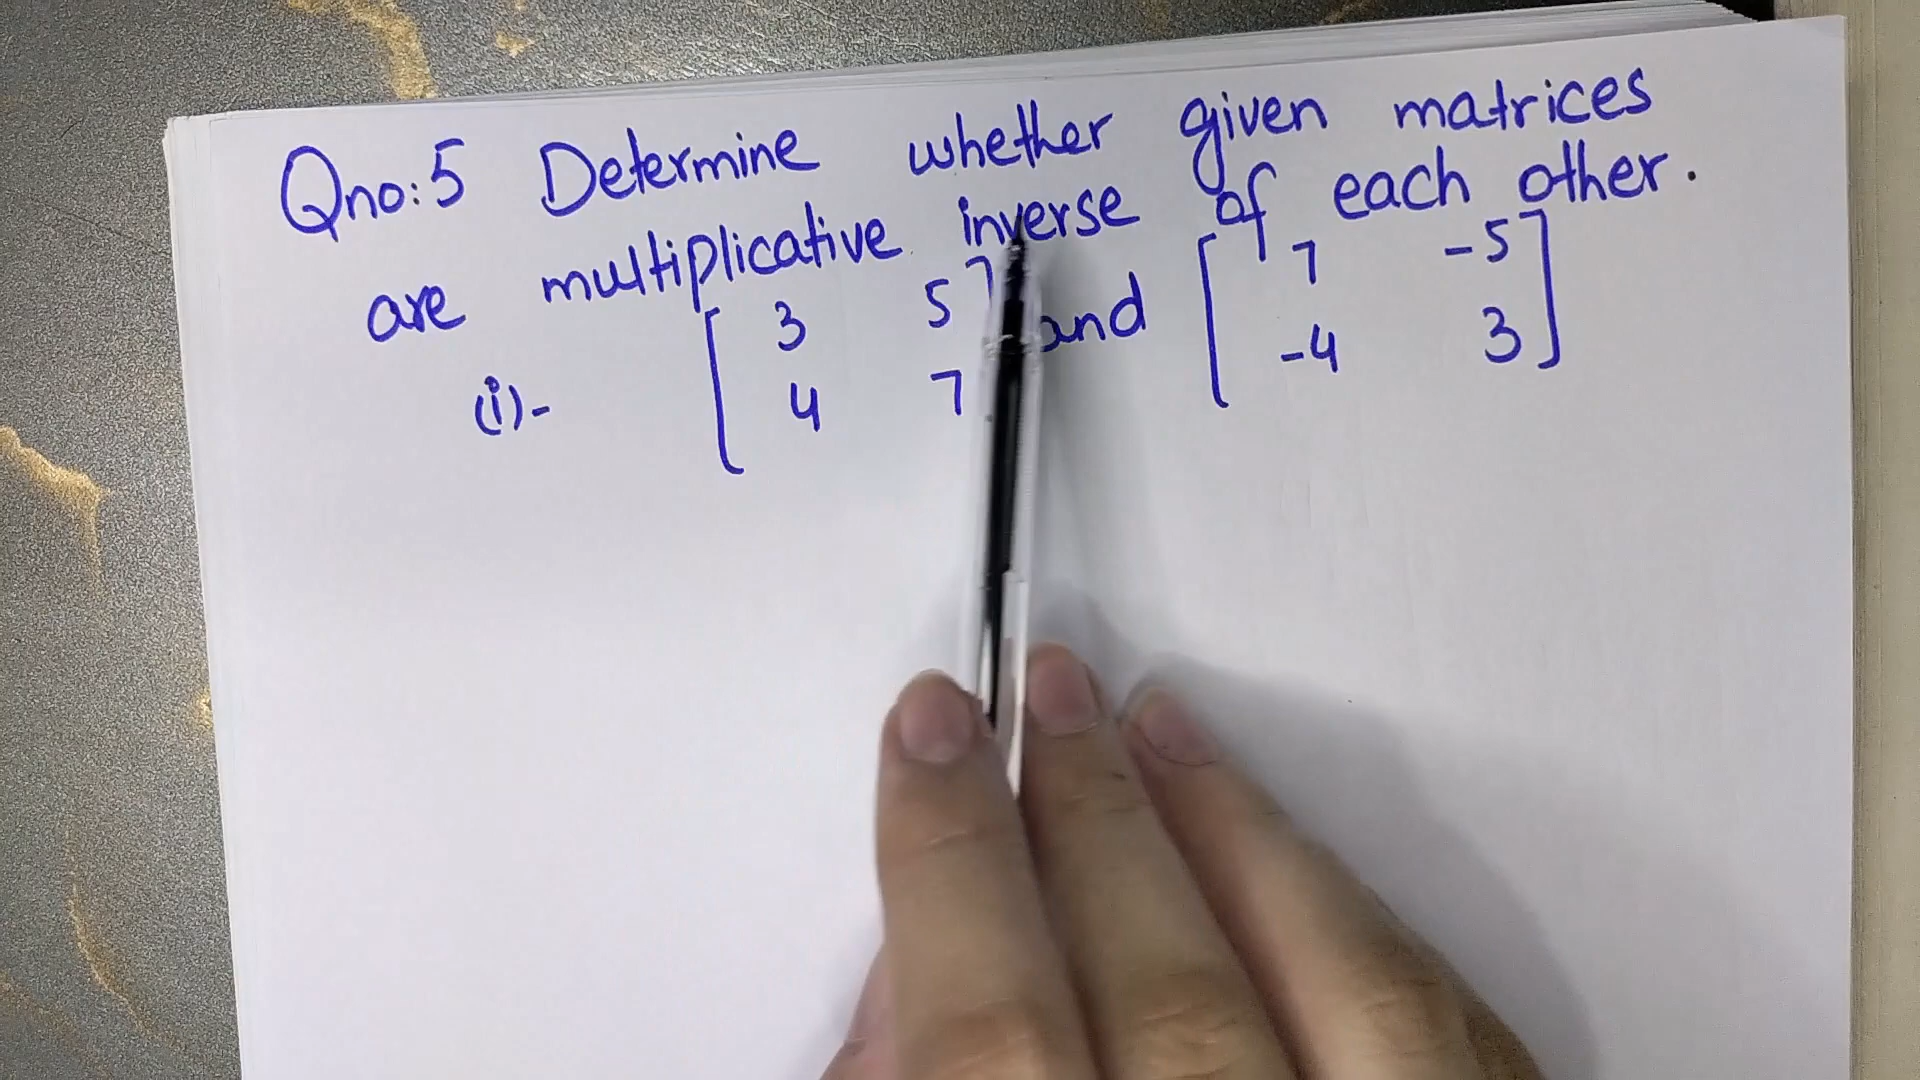 Qno:5 Determine whether given matrices
are multiplicative inverse of each other.
(i)- [ 3 5 ] and [ 7 -5 ]
[ 4 7 [ -4 3 ]